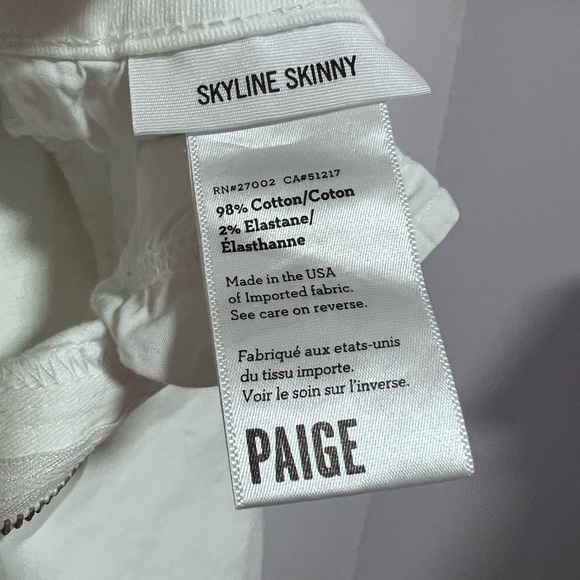 SKYLINE SKINNY
RN#27002 CA#51217
98% Cotton/Coton
2% Elastane/
Élasthanne
Made in the USA
of Imported fabric.
See care on reverse.
Fabriqué aux etats-unis
du tissu importe.
Voir le soin sur l'inverse.
PAIGE